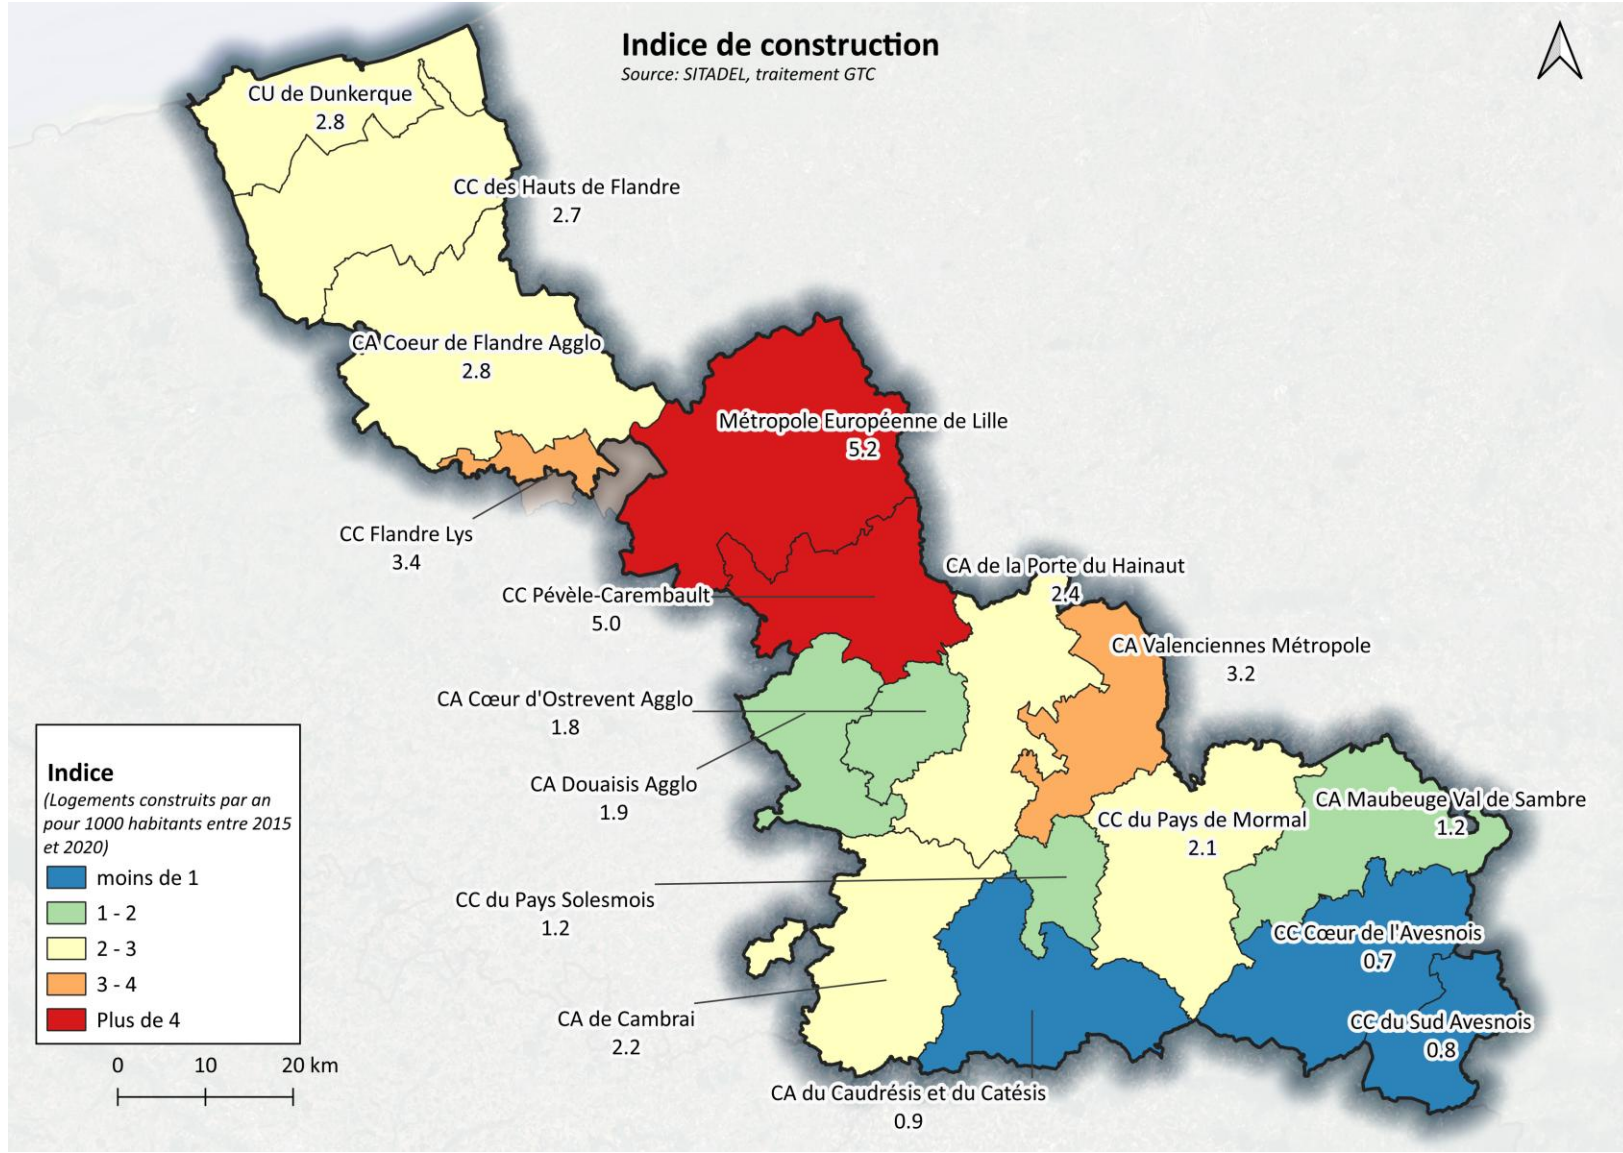 Indice de construction
Source: SITADEL, traitement GTC
CU de Dunkerque
2.8
CC des Hauts de Flandre
2.7
CA Coeur de Flandre Agglo
2.8
Métropole Européenne de Lille
5.2
CC Flandre Lys
3.4
CA de la Porte du Hainaut
2.4
CC Pévèle-Carembault
5.0
CA Valenciennes Métropole
3.2
CA Cœur d'Ostrevent Agglo
1.8
CA Douaisis Agglo
1.9
CA Maubeuge Val de Sambre
1.2
CC du Pays de Mormal
2.1
CC du Pays Solesmois
1.2
CC Cœur de l'Avesnois
0.7
CA de Cambrai
2.2
CC du Sud Avesnois
0.8
CA du Caudrésis et du Catésis
0.9
Indice
(Logements construits par an
pour 1000 habitants entre 2015
et 2020)
moins de 1
1 - 2
2 - 3
3 - 4
Plus de 4
0 10 20 km